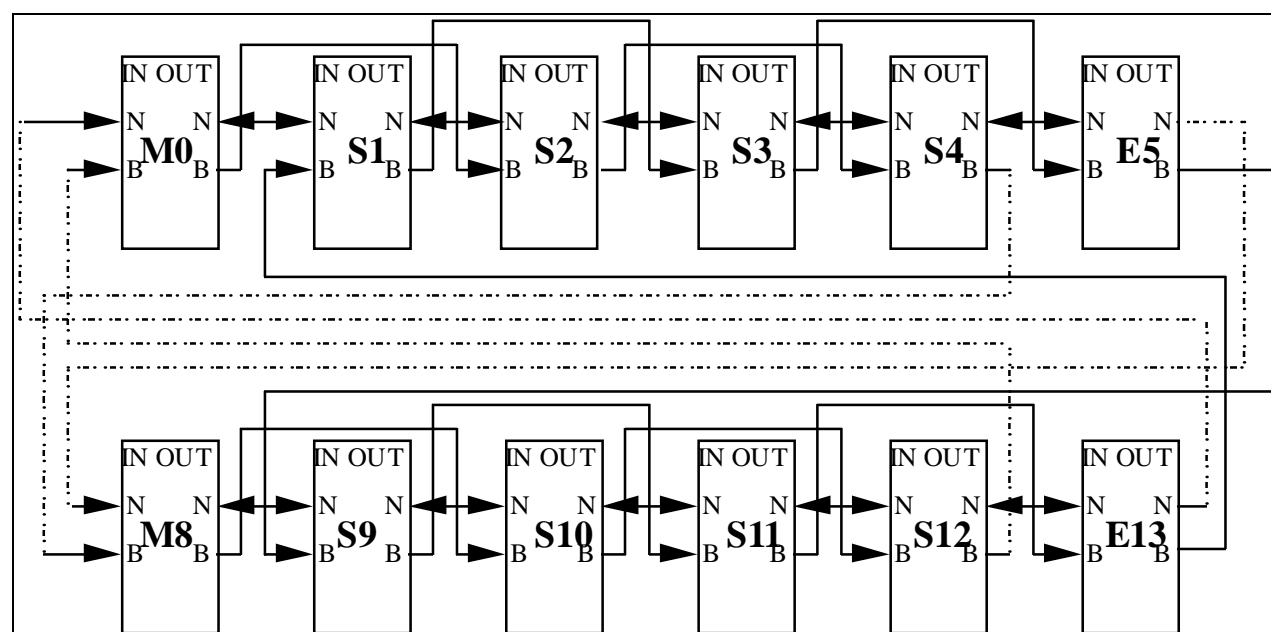 IN OUT IN OUT IN OUT IN OUT IN OUT IN OUT
N N N N N N N N N N N N
M0 S1 S2 S3 S4 E5
B B B B B B B B B B B B
IN OUT IN OUT IN OUT IN OUT IN OUT IN OUT
N N N N N N N N N N N N
M8 S9 S10 S11 S12 E13
B B B B B B B B B B B B